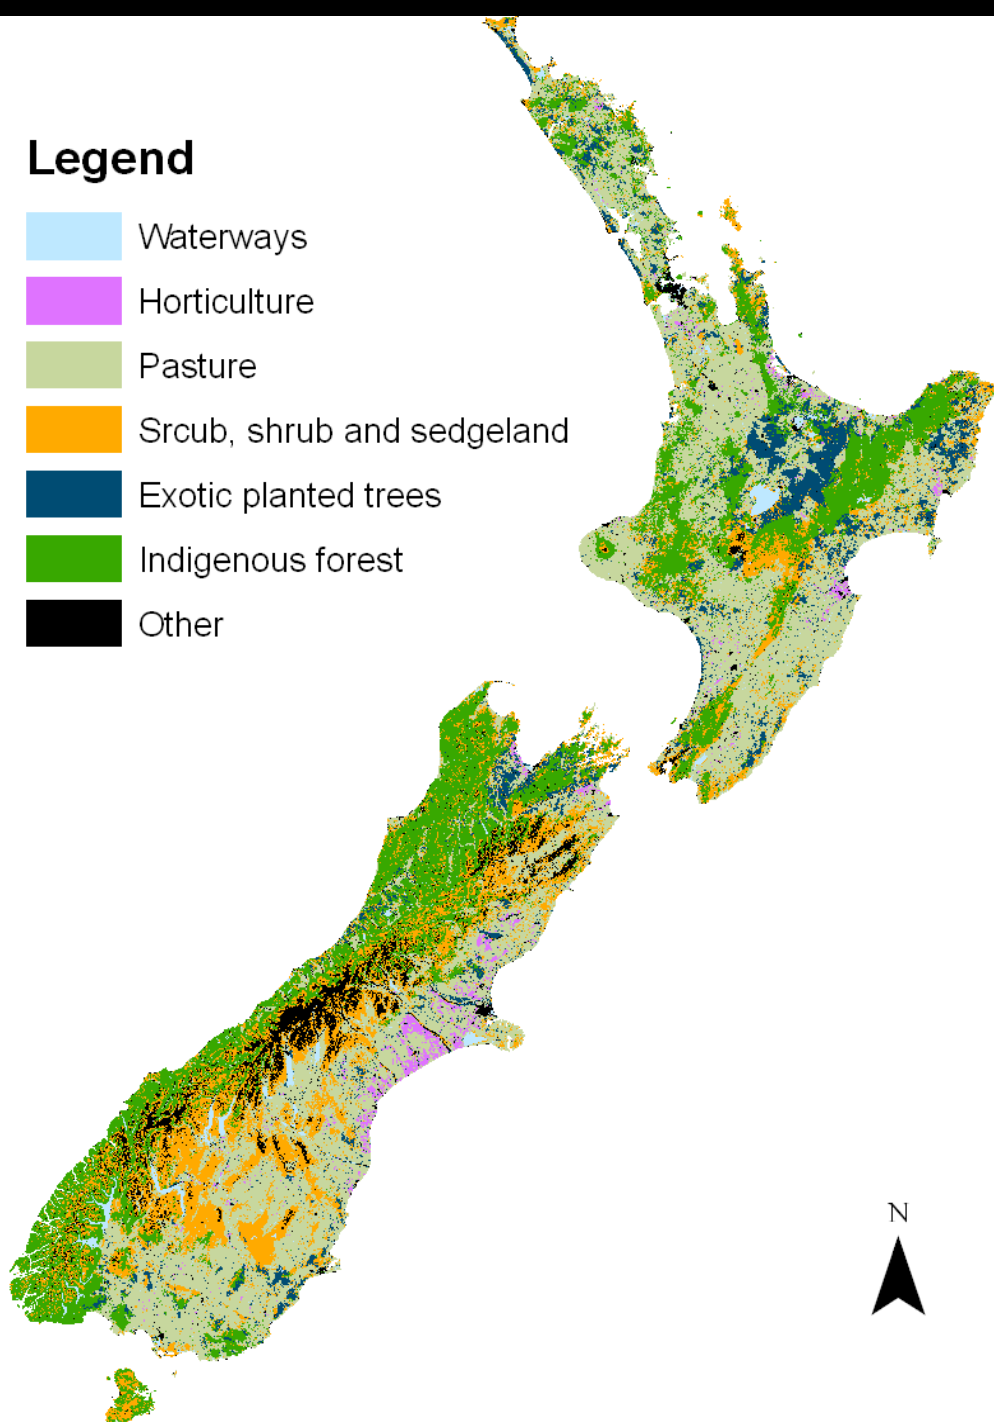 Legend
Waterways
Horticulture
Pasture
Srcub, shrub and sedgeland
Exotic planted trees
Indigenous forest
Other
N